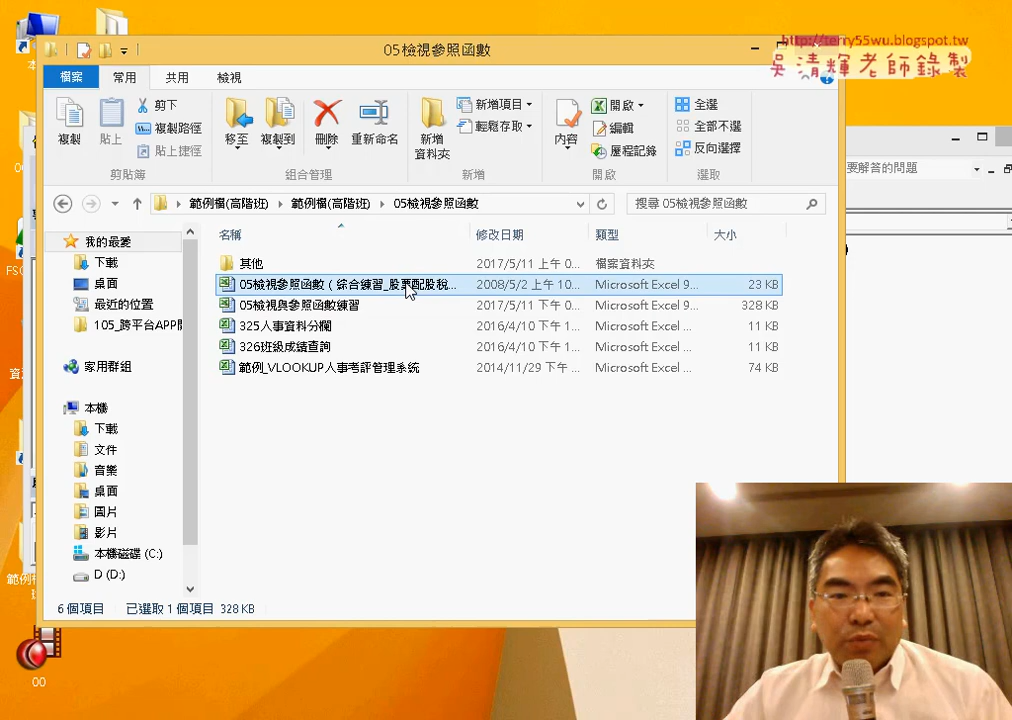 http://terry55wu.blogspot.tw
吳清輝老師錄製
05檢視參照函數
檔案 常用 共用 檢視
複製 貼上 剪下 複製路徑 貼上捷徑
剪貼簿
移至 複製到 刪除 重新命名
組合管理
新增資料夾 新增項目 輕鬆存取
新增
內容 開啟 編輯 歷程記錄
開啟
全選 全部不選 反向選擇
選取
要解答的問題
範例檔(高階班) 範例檔(高階班) 05檢視參照函數
搜尋 05檢視參照函數
名稱 修改日期 類型 大小
其他 2017/5/11 上午 0... 檔案資料夾
05檢視參照函數(綜合練習_股票配股稅... 2008/5/2 上午 10... Microsoft Excel 9... 23 KB
05檢視與參照函數練習 2017/5/11 下午 0... Microsoft Excel 9... 328 KB
325人事資料分欄 2016/4/10 下午 1... Microsoft Excel ... 11 KB
326班級成績查詢 2016/4/10 下午 1... Microsoft Excel ... 11 KB
範例_VLOOKUP人事考評管理系統 2014/11/29 下午 ... Microsoft Excel ... 74 KB
我的最愛
下載
桌面
最近的位置
105_跨平台APP
家用群組
本機
下載
文件
音樂
桌面
圖片
影片
本機磁碟 (C:)
D (D:)
6 個項目 已選取 1 個項目 328 KB
00